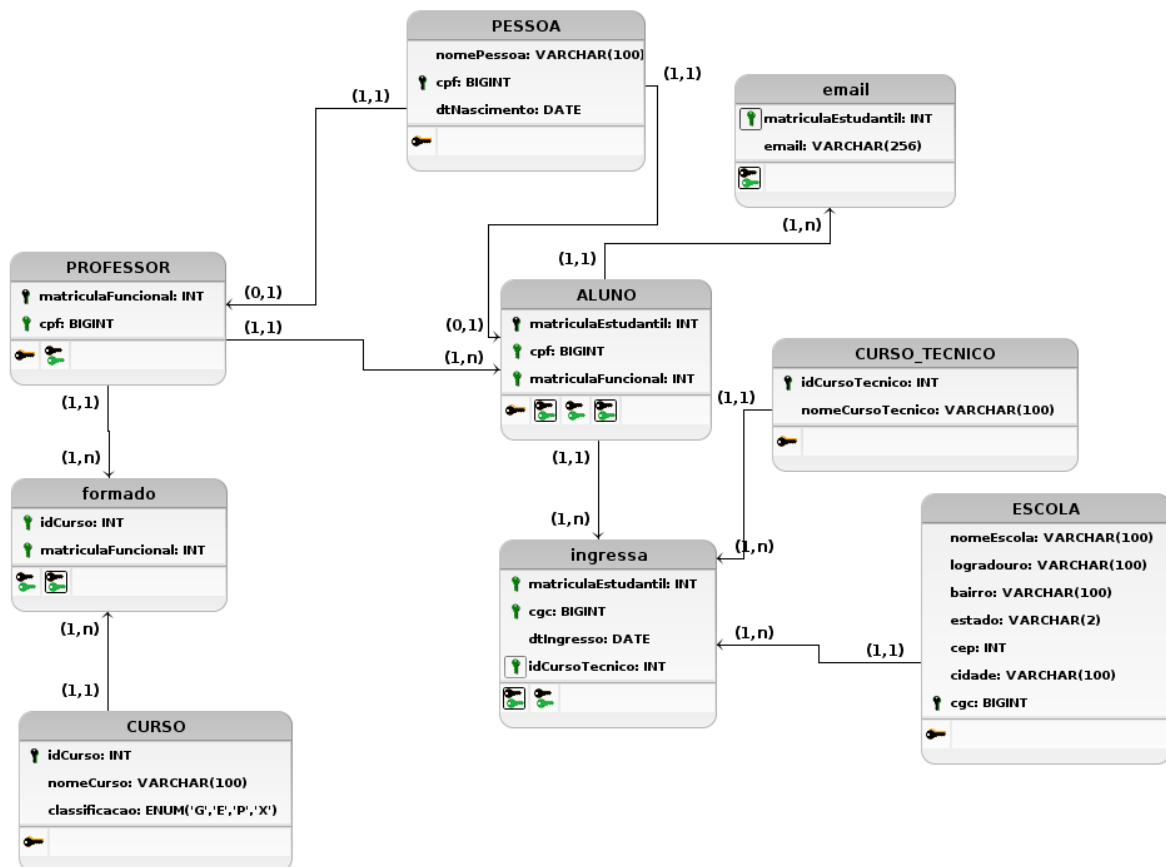 PESSOA
nomePessoa: VARCHAR(100)
cpf: BIGINT
dtNascimento: DATE
(1,1)
(1,1)
email
matriculaEstudantil: INT
email: VARCHAR(256)
(1,n)
(1,1)
PROFESSOR
matriculaFuncional: INT
cpf: BIGINT
(0,1)
(1,1)
(0,1)
(1,n)
ALUNO
matriculaEstudantil: INT
cpf: BIGINT
matriculaFuncional: INT
CURSO_TECNICO
idCursoTecnico: INT
nomeCursoTecnico: VARCHAR(100)
(1,1)
(1,1)
(1,n)
(1,1)
(1,n)
(1,n)
formado
idCurso: INT
matriculaFuncional: INT
ingressa
matriculaEstudantil: INT
cgc: BIGINT
dtIngresso: DATE
idCursoTecnico: INT
(1,n)
(1,1)
ESCOLA
nomeEscola: VARCHAR(100)
logradouro: VARCHAR(100)
bairro: VARCHAR(100)
estado: VARCHAR(2)
cep: INT
cidade: VARCHAR(100)
cgc: BIGINT
(1,n)
(1,1)
CURSO
idCurso: INT
nomeCurso: VARCHAR(100)
classificacao: ENUM('G','E','P','X')